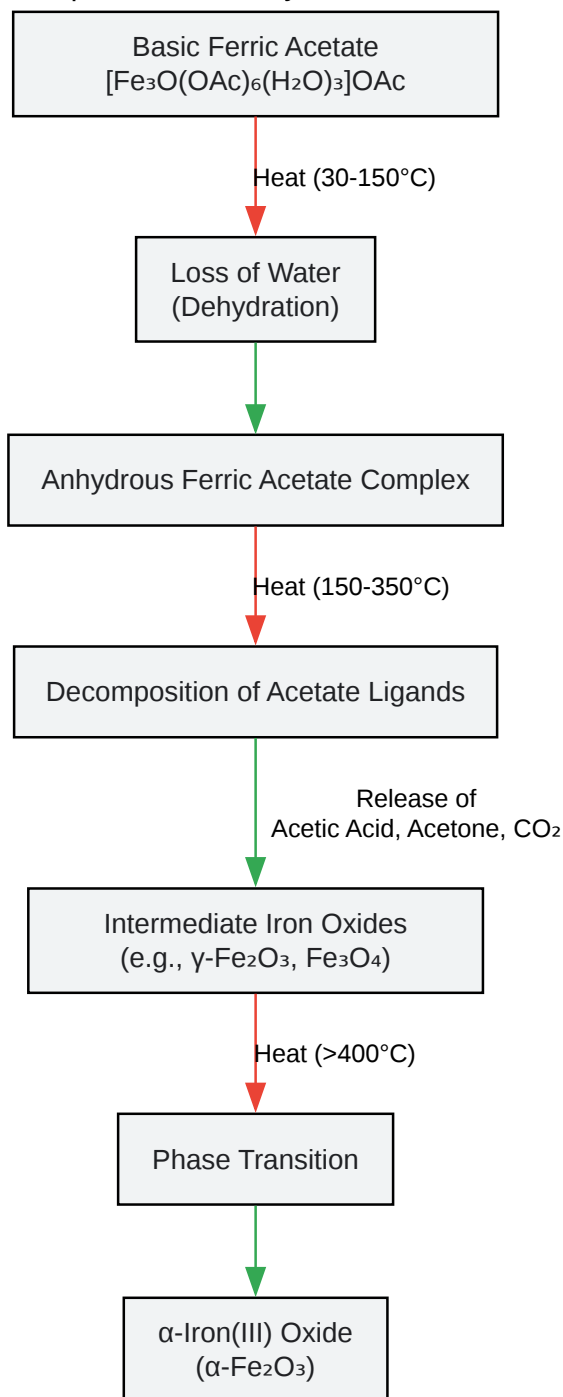 Basic Ferric Acetate
[Fe₃O(OAc)₆(H₂O)₃]OAc
Heat (30-150°C)
Loss of Water
(Dehydration)
Anhydrous Ferric Acetate Complex
Heat (150-350°C)
Decomposition of Acetate Ligands
Release of
Acetic Acid, Acetone, CO₂
Intermediate Iron Oxides
(e.g., γ-Fe₂O₃, Fe₃O₄)
Heat (>400°C)
Phase Transition
α-Iron(III) Oxide
(α-Fe₂O₃)